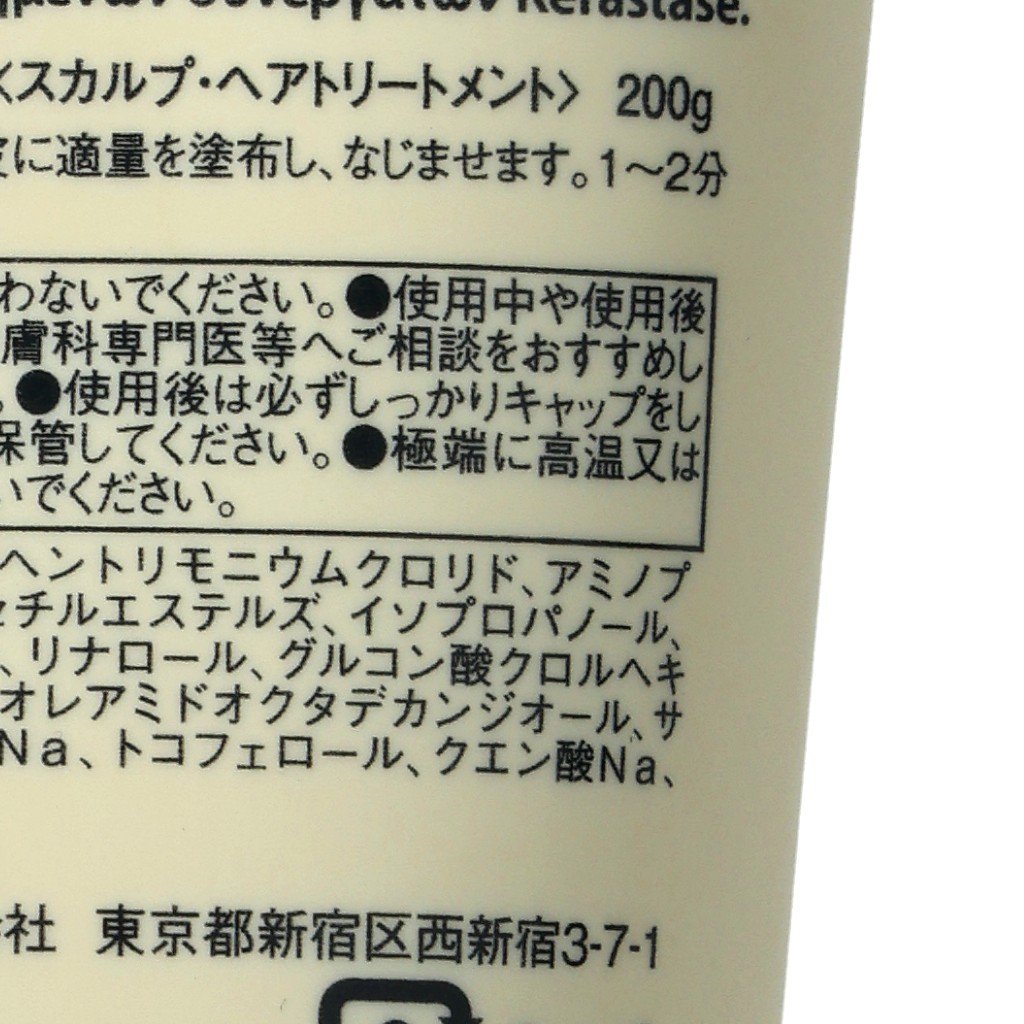 Kérastase.
<スカルプ・ヘアトリートメント> 200g
に適量を塗布し、なじませます。1〜2分
わないでください。●使用中や使用後
膚科専門医等へご相談をおすすめし
。●使用後は必ずしっかりキャップをし
保管してください。●極端に高温又は
いでください。
ヘントリモニウムクロリド、アミノプ
セチルエステルズ、イソプロパノール、
、リナロール、グルコン酸クロルヘキ
オレアミドオクタデカンジオール、サ
Na、トコフェロール、クエン酸Na、
社 東京都新宿区西新宿3-7-1